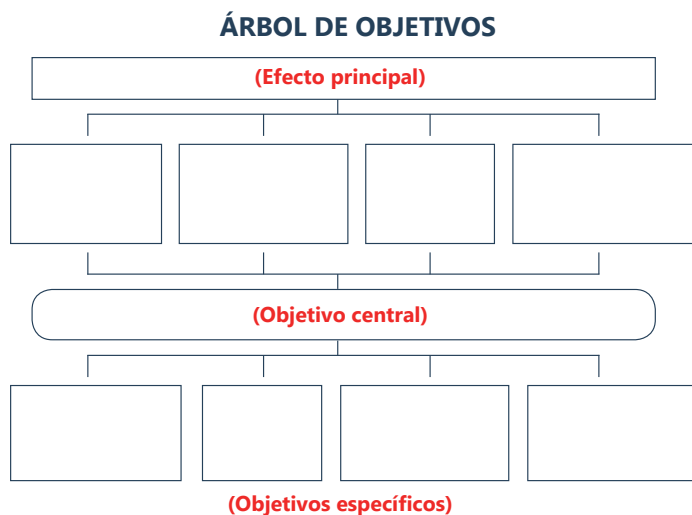 ÁRBOL DE OBJETIVOS
(Efecto principal)
(Objetivo central)
(Objetivos específicos)